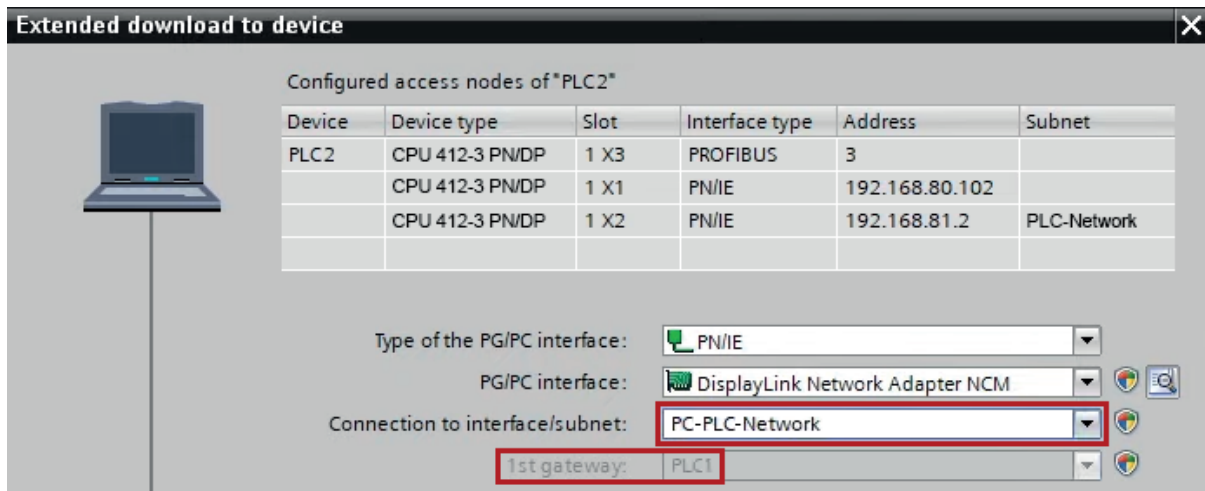 Extended download to device
Configured access nodes of "PLC2"
Device Device type Slot Interface type Address Subnet
PLC2 CPU 412-3 PN/DP 1 X3 PROFIBUS 3
CPU 412-3 PN/DP 1 X1 PN/IE 192.168.80.102
CPU 412-3 PN/DP 1 X2 PN/IE 192.168.81.2 PLC-Network
Type of the PG/PC interface: PN/IE
PG/PC interface: DisplayLink Network Adapter NCM
Connection to interface/subnet: PC-PLC-Network
1st gateway: PLC1